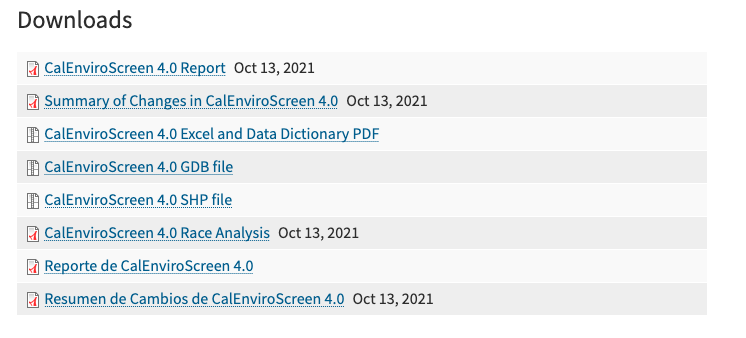 Downloads
CalEnviroScreen 4.0 Report Oct 13, 2021
Summary of Changes in CalEnviroScreen 4.0 Oct 13, 2021
CalEnviroScreen 4.0 Excel and Data Dictionary PDF
CalEnviroScreen 4.0 GDB file
CalEnviroScreen 4.0 SHP file
CalEnviroScreen 4.0 Race Analysis Oct 13, 2021
Reporte de CalEnviroScreen 4.0
Resumen de Cambios de CalEnviroScreen 4.0 Oct 13, 2021